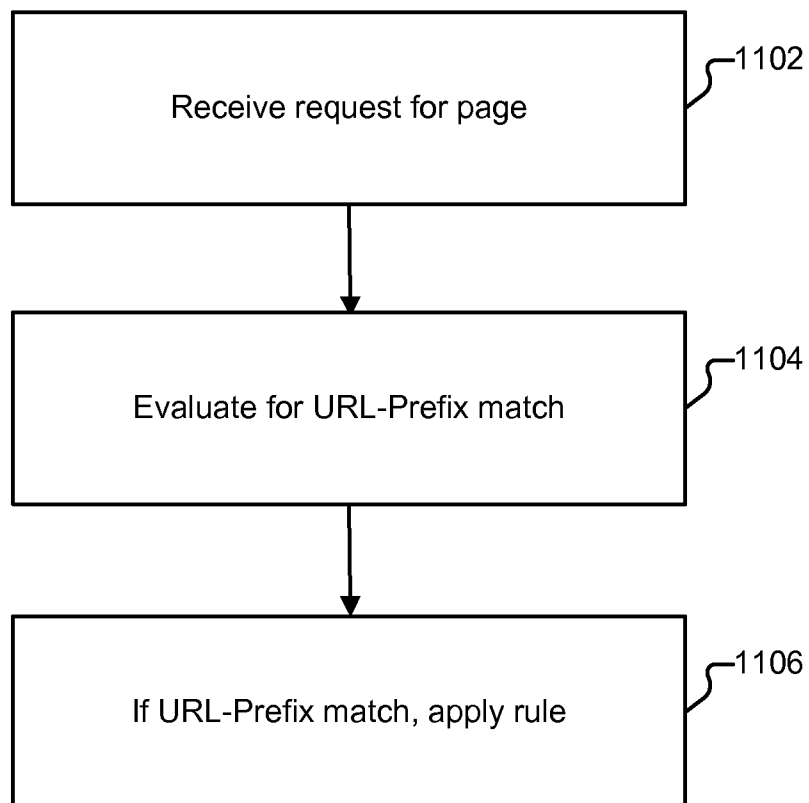 Receive request for page
1102
Evaluate for URL-Prefix match
1104
If URL-Prefix match, apply rule
1106